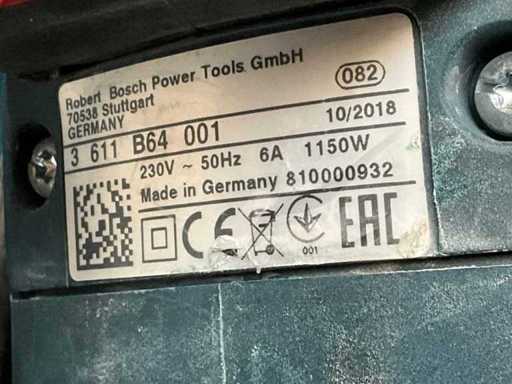 Robert Bosch Power Tools GmbH
70538 Stuttgart
GERMANY
082
3 611 B64 001
10/2018
230V ~ 50Hz 6A 1150W
Made in Germany 810000932
CE
001
EAC